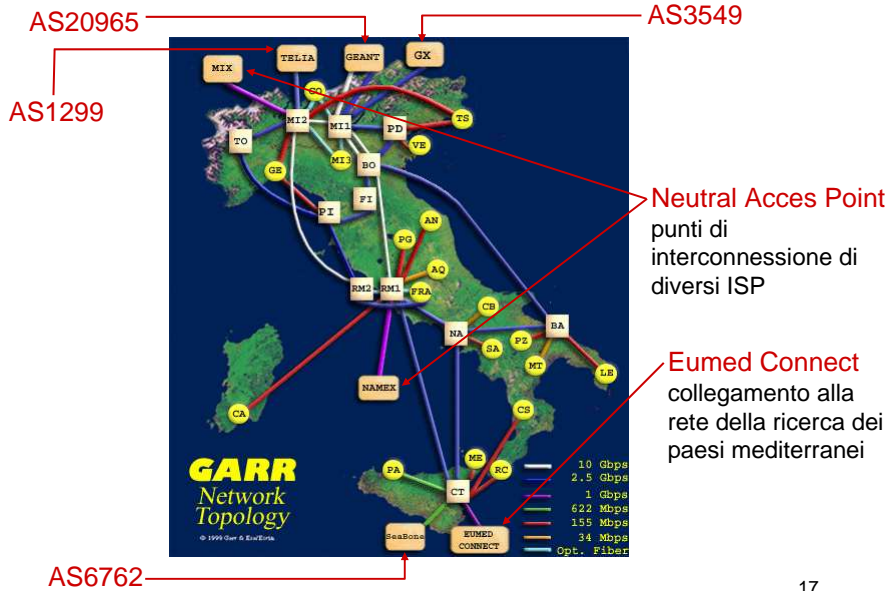 AS20965
AS3549
AS1299
MIX
TELIA
GEANT
GX
CO
MI2
MI1
PD
TS
TO
VE
MI3
BO
GE
FI
PI
AN
PG
AQ
RM2
RM1
FRA
CB
NA
BA
PZ
SA
MT
LE
NAMEX
CA
CS
ME
RC
PA
CT
SeaBone
EUMED
CONNECT
GARR
Network
Topology
10 Gbps
2.5 Gbps
1 Gbps
622 Mbps
155 Mbps
34 Mbps
Opt. Fiber
Neutral Acces Point
punti di
interconnessione di
diversi ISP
Eumed Connect
collegamento alla
rete della ricerca dei
paesi mediterranei
AS6762
17